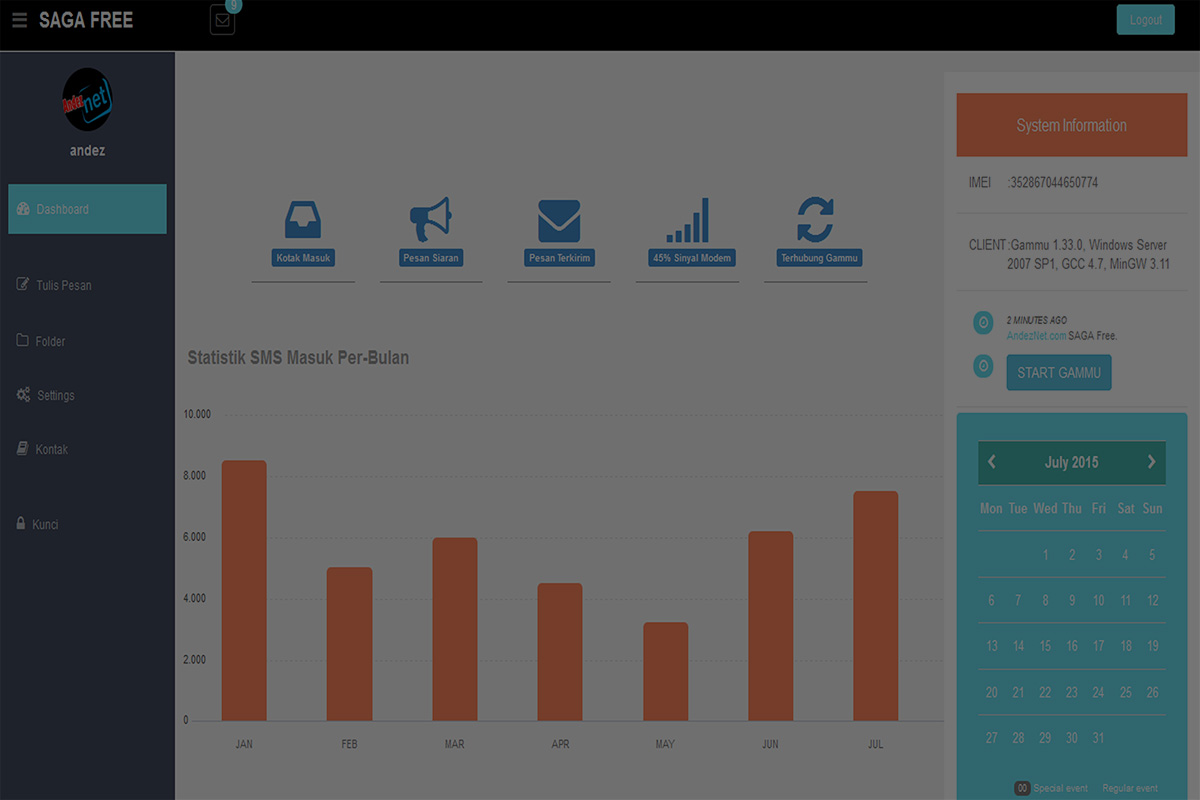 SAGA FREE
9
Logout
Andez net
andez
Dashboard
Tulis Pesan
Folder
Settings
Kontak
Kunci
Kotak Masuk
Pesan Siaran
Pesan Terkirim
45% Sinyal Modem
Terhubung Gammu
Statistik SMS Masuk Per-Bulan
10.000
8.000
6.000
4.000
2.000
0
JAN FEB MAR APR MAY JUN JUL
System Information
IMEI :352867044650774
CLIENT:Gammu 1.33.0, Windows Server
2007 SP1, GCC 4.7, MinGW 3.11
2 MINUTES AGO
AndezNet.com SAGA Free.
START GAMMU
July 2015
Mon Tue Wed Thu Fri Sat Sun
1 2 3 4 5
6 7 8 9 10 11 12
13 14 15 16 17 18 19
20 21 22 23 24 25 26
27 28 29 30 31
00 Special event Regular event